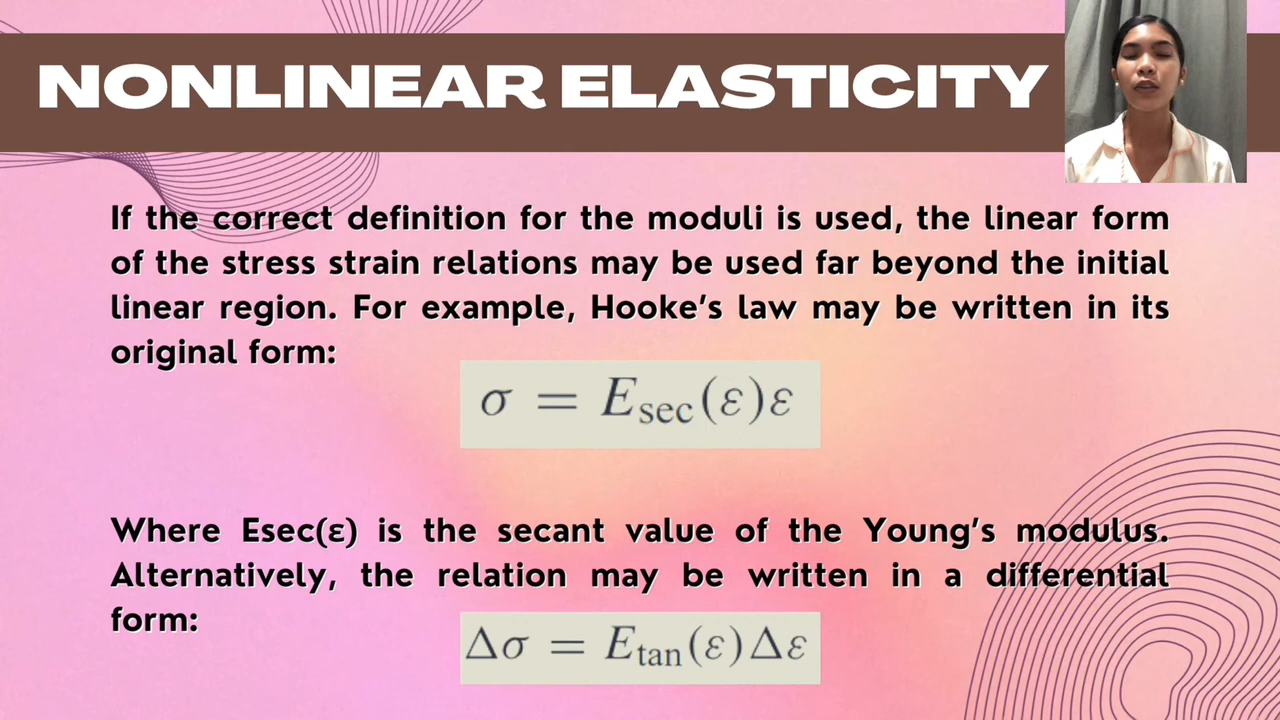 NONLINEAR ELASTICITY
If the correct definition for the moduli is used, the linear form
of the stress strain relations may be used far beyond the initial
linear region. For example, Hooke’s law may be written in its
original form:
σ = Esec(ε)ε
Where Esec(ε) is the secant value of the Young’s modulus.
Alternatively, the relation may be written in a differential
form:
Δσ = Etan(ε)Δε